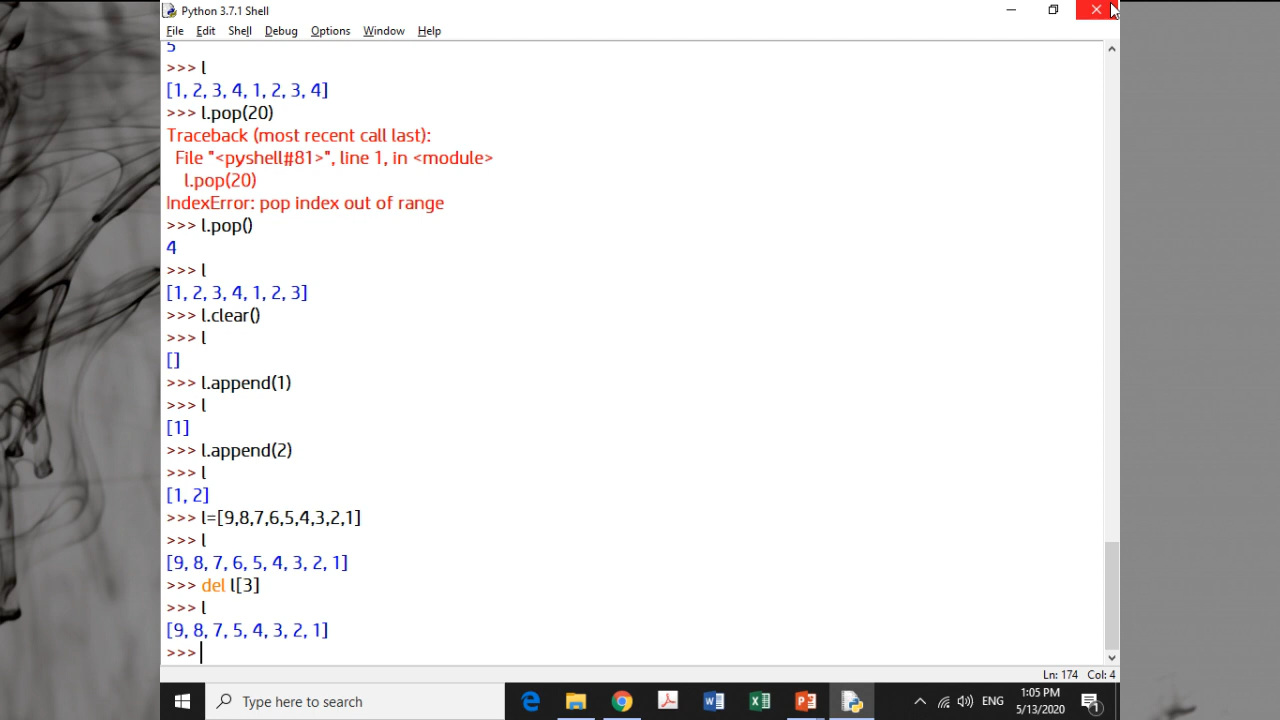 Python 3.7.1 Shell
File Edit Shell Debug Options Window Help
5
>>> l
[1, 2, 3, 4, 1, 2, 3, 4]
>>> l.pop(20)
Traceback (most recent call last):
  File "<pyshell#81>", line 1, in <module>
    l.pop(20)
IndexError: pop index out of range
>>> l.pop()
4
>>> l
[1, 2, 3, 4, 1, 2, 3]
>>> l.clear()
>>> l
[]
>>> l.append(1)
>>> l
[1]
>>> l.append(2)
>>> l
[1, 2]
>>> l=[9,8,7,6,5,4,3,2,1]
>>> l
[9, 8, 7, 6, 5, 4, 3, 2, 1]
>>> del l[3]
>>> l
[9, 8, 7, 5, 4, 3, 2, 1]
>>>
Ln: 174 Col: 4
Type here to search
ENG
1:05 PM
5/13/2020
1